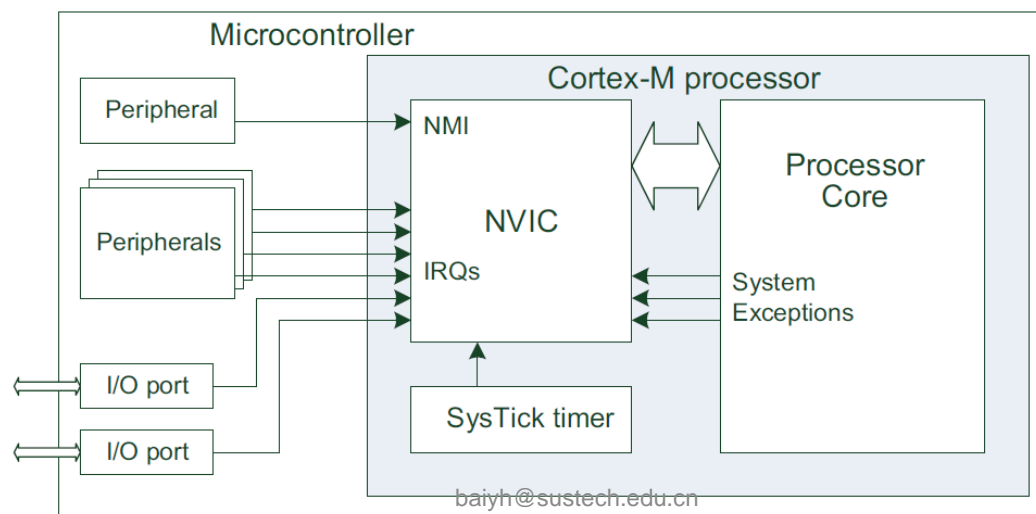 Microcontroller
Cortex-M processor
Peripheral
NMI
Processor
Core
NVIC
Peripherals
IRQs
System
Exceptions
I/O port
SysTick timer
I/O port
baiyh@sustech.edu.cn